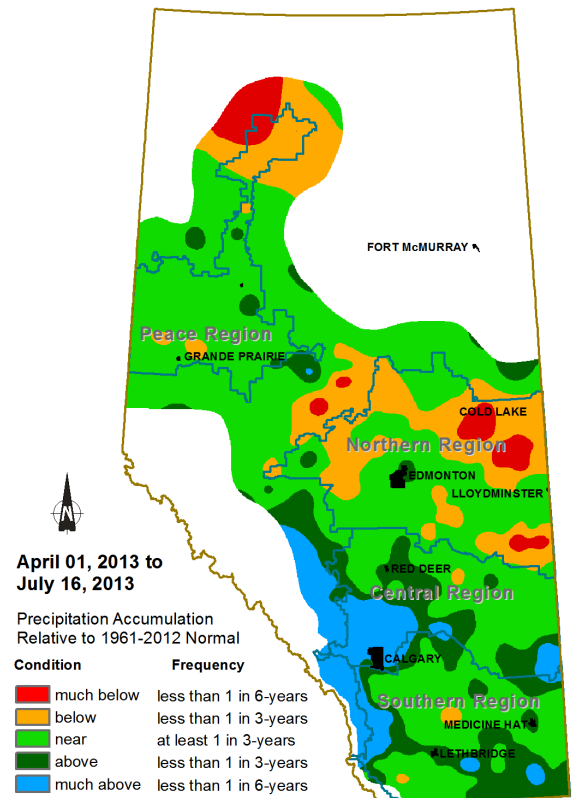 FORT McMURRAY
Peace Region
GRANDE PRAIRIE
COLD LAKE
Northern Region
EDMONTON
LLOYDMINSTER
N
April 01, 2013 to
July 16, 2013
RED DEER
Central Region
Precipitation Accumulation
Relative to 1961-2012 Normal
CALGARY
Condition Frequency
much below less than 1 in 6-years
below less than 1 in 3-years
near at least 1 in 3-years
above less than 1 in 3-years
much above less than 1 in 6-years
Southern Region
MEDICINE HAT
LETHBRIDGE